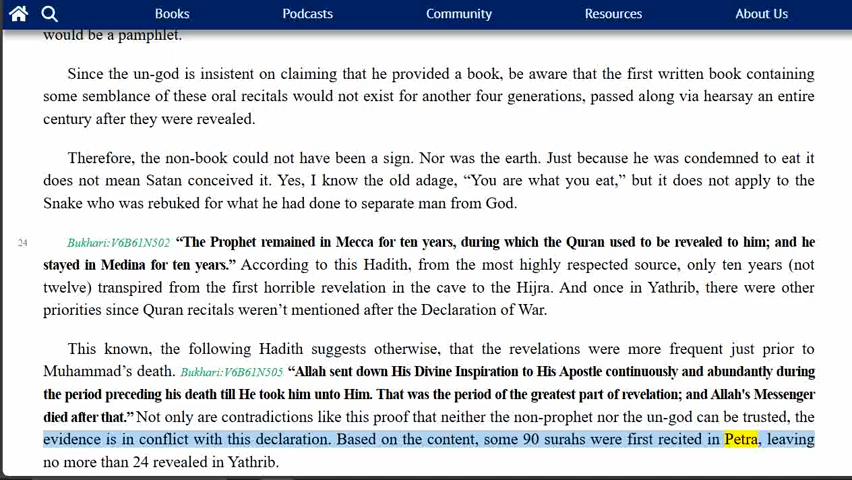 Books Podcasts Community Resources About Us
would be a pamphlet.
Since the un-god is insistent on claiming that he provided a book, be aware that the first written book containing
some semblance of these oral recitals would not exist for another four generations, passed along via hearsay an entire
century after they were revealed.
Therefore, the non-book could not have been a sign. Nor was the earth. Just because he was condemned to eat it
does not mean Satan conceived it. Yes, I know the old adage, “You are what you eat,” but it does not apply to the
Snake who was rebuked for what he had done to separate man from God.
24 Bukhari:V6B61N502 “The Prophet remained in Mecca for ten years, during which the Quran used to be revealed to him; and he
stayed in Medina for ten years.” According to this Hadith, from the most highly respected source, only ten years (not
twelve) transpired from the first horrible revelation in the cave to the Hijra. And once in Yathrib, there were other
priorities since Quran recitals weren’t mentioned after the Declaration of War.
This known, the following Hadith suggests otherwise, that the revelations were more frequent just prior to
Muhammad’s death. Bukhari:V6B61N505 “Allah sent down His Divine Inspiration to His Apostle continuously and abundantly during
the period preceding his death till He took him unto Him. That was the period of the greatest part of revelation; and Allah's Messenger
died after that.” Not only are contradictions like this proof that neither the non-prophet nor the un-god can be trusted, the
evidence is in conflict with this declaration. Based on the content, some 90 surahs were first recited in Petra, leaving
no more than 24 revealed in Yathrib.